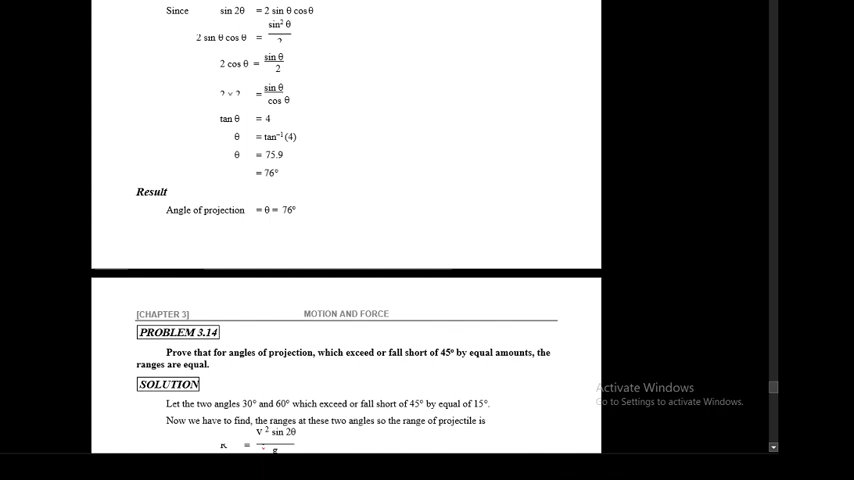 Since sin 2θ = 2 sin θ cosθ
2 sin θ cos θ = sin² θ / 2
2 cos θ = sin θ / 2
2 × 2 = sin θ / cos θ
tan θ = 4
θ = tan⁻¹ (4)
θ = 75.9
= 76°
Result
Angle of projection = θ = 76°
[CHAPTER 3] MOTION AND FORCE
PROBLEM 3.14
Prove that for angles of projection, which exceed or fall short of 45° by equal amounts, the
ranges are equal.
SOLUTION
Let the two angles 30° and 60° which exceed or fall short of 45° by equal of 15°.
Now we have to find, the ranges at these two angles so the range of projectile is
R = V² sin 2θ / g
Activate Windows
Go to Settings to activate Windows.